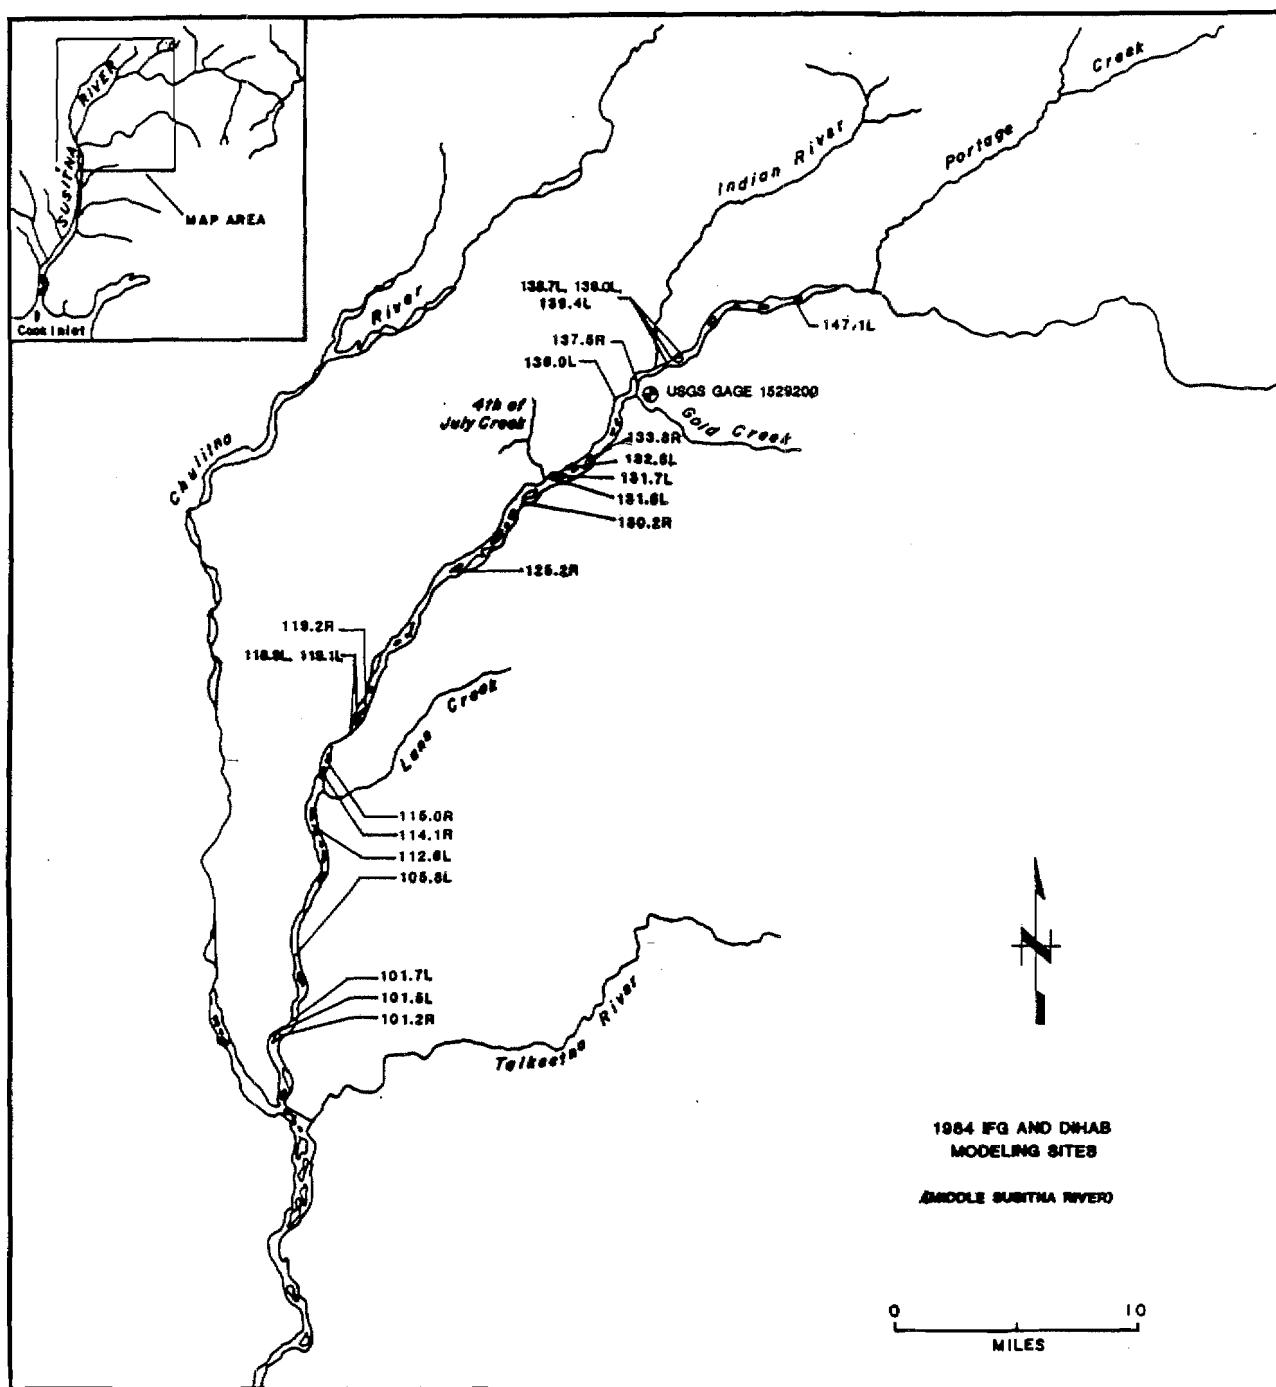 RIVER
SUSITNA
MAP AREA
Cook Inlet
Creek
Portage
Indian River
138.7L, 139.0L,
139.4L
147.1L
137.5R
136.0L
USGS GAGE 15292000
Gold Creek
4th of
July Creek
133.8R
132.6L
131.7L
131.6L
130.2R
125.2R
River
Chulitna
119.2R
118.9L, 119.1L
Lane Creek
115.0R
114.1R
112.6L
105.8L
101.7L
101.5L
101.2R
Talkeetna River
1984 IFG AND DIHAB
MODELING SITES
(MIDDLE SUSITNA RIVER)
0 10
MILES